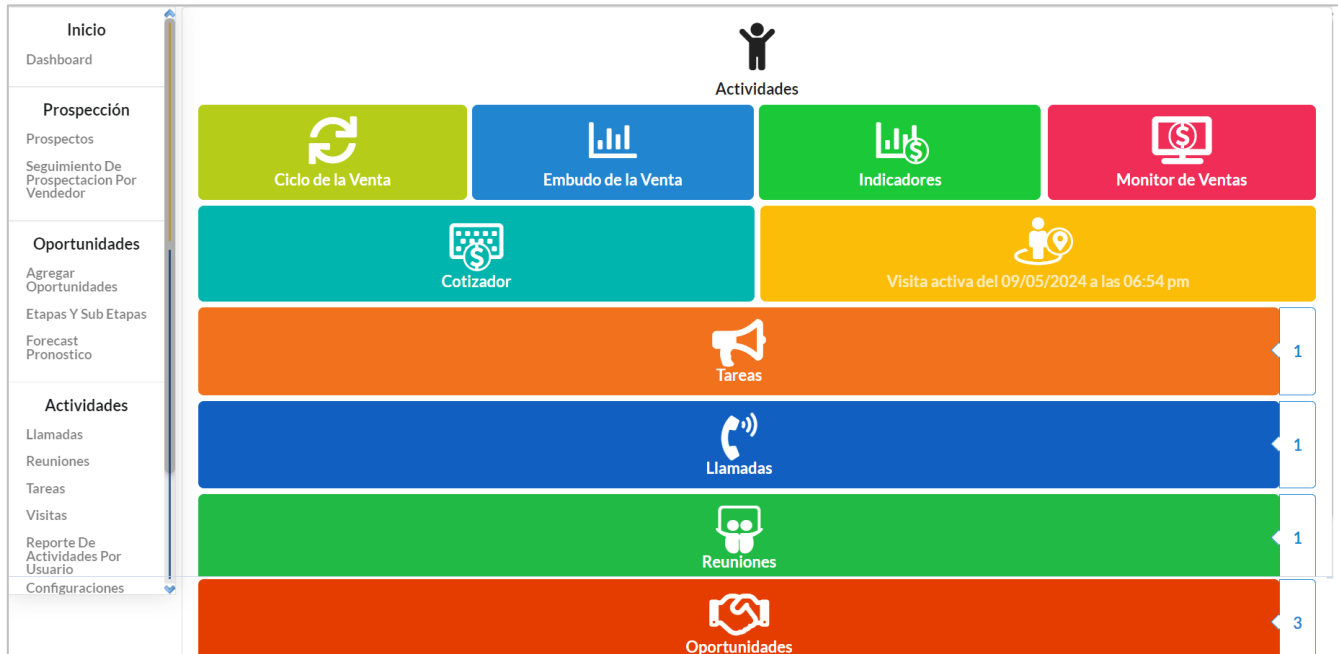 Inicio
Dashboard
Prospección
Prospectos
Seguimiento De
Prospectacion Por
Vendedor
Oportunidades
Agregar
Oportunidades
Etapas Y Sub Etapas
Forecast
Pronostico
Actividades
Llamadas
Reuniones
Tareas
Visitas
Reporte De
Actividades Por
Usuario
Configuraciones
Actividades
Ciclo de la Venta
Embudo de la Venta
Indicadores
Monitor de Ventas
Cotizador
Visita activa del 09/05/2024 a las 06:54 pm
Tareas
1
Llamadas
1
Reuniones
1
Oportunidades
3